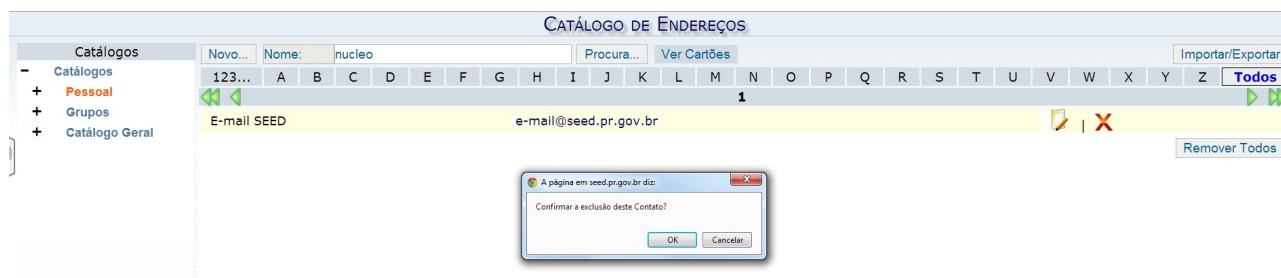 Catálogo de Endereços
Catálogos
Novo... Nome: nucleo Procura... Ver Cartões Importar/Exportar
- Catálogos
+ Pessoal
+ Grupos
+ Catálogo Geral
123... A B C D E F G H I J K L M N O P Q R S T U V W X Y Z Todos
1
E-mail SEED e-mail@seed.pr.gov.br |
Remover Todos
A página em seed.pr.gov.br diz:
Confirmar a exclusão deste Contato?
OK Cancelar